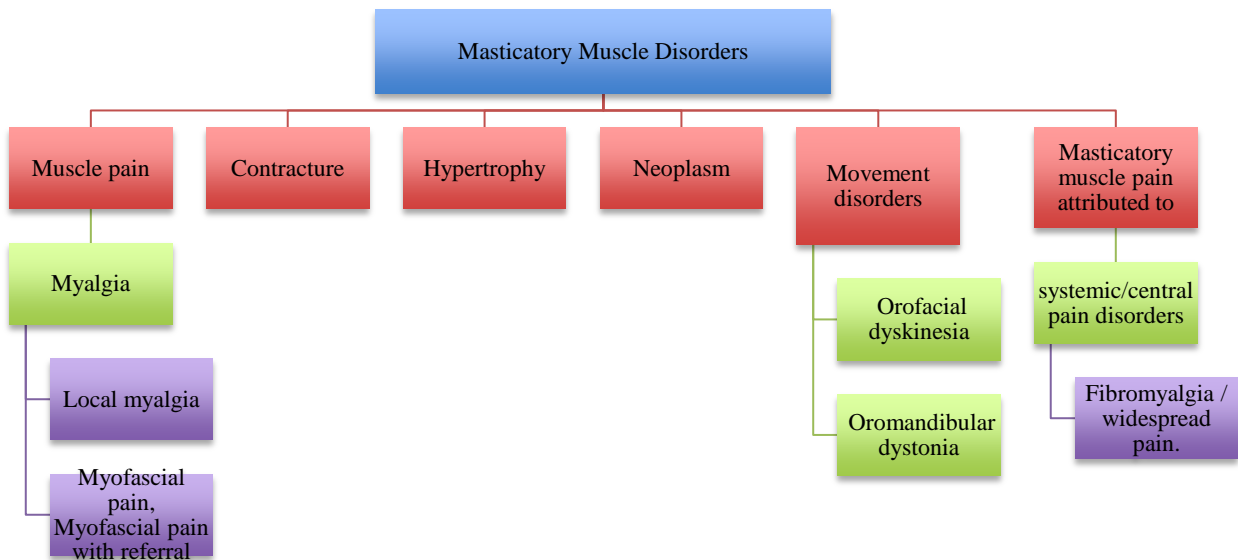 Masticatory Muscle Disorders
Muscle pain
Contracture
Hypertrophy
Neoplasm
Movement
disorders
Masticatory
muscle pain
attributed to
Myalgia
systemic/central
pain disorders
Orofacial
dyskinesia
Local myalgia
Fibromyalgia /
widespread
pain.
Oromandibular
dystonia
Myofascial
pain,
Myofascial pain
with referral